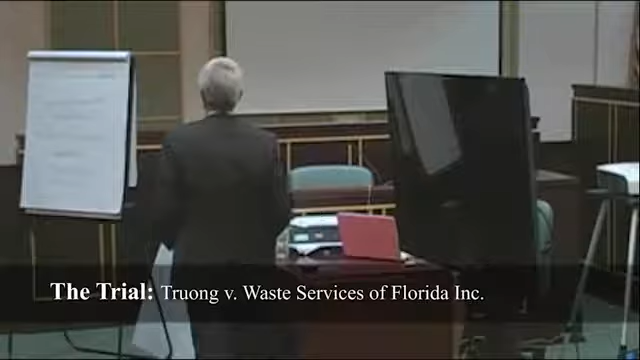 The Trial: Truong v. Waste Services of Florida Inc.